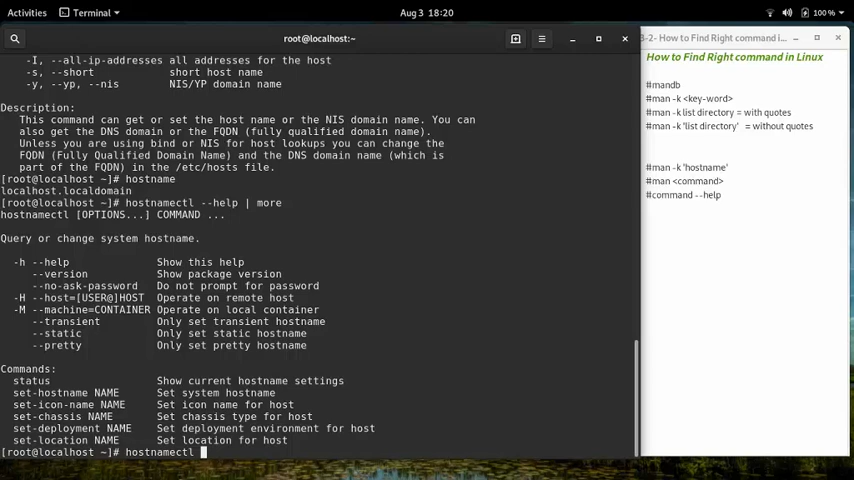 Activities
Terminal
Aug 3 18:20
100 %
root@localhost:~
-I, --all-ip-addresses all addresses for the host
-s, --short short host name
-y, --yp, --nis NIS/YP domain name
Description:
This command can get or set the host name or the NIS domain name. You can
also get the DNS domain or the FQDN (fully qualified domain name).
Unless you are using bind or NIS for host lookups you can change the
FQDN (Fully Qualified Domain Name) and the DNS domain name (which is
part of the FQDN) in the /etc/hosts file.
[root@localhost ~]# hostname
localhost.localdomain
[root@localhost ~]# hostnamectl --help | more
hostnamectl [OPTIONS...] COMMAND ...
Query or change system hostname.
-h --help Show this help
--version Show package version
--no-ask-password Do not prompt for password
-H --host=[USER@]HOST Operate on remote host
-M --machine=CONTAINER Operate on local container
--transient Only set transient hostname
--static Only set static hostname
--pretty Only set pretty hostname
Commands:
status Show current hostname settings
set-hostname NAME Set system hostname
set-icon-name NAME Set icon name for host
set-chassis NAME Set chassis type for host
set-deployment NAME Set deployment environment for host
set-location NAME Set location for host
[root@localhost ~]# hostnamectl
3-2- How to Find Right command i...
How to Find Right command in Linux
#mandb
#man -k <key-word>
#man -k list directory = with quotes
#man -k 'list directory' = without quotes
#man -k 'hostname'
#man <command>
#command --help